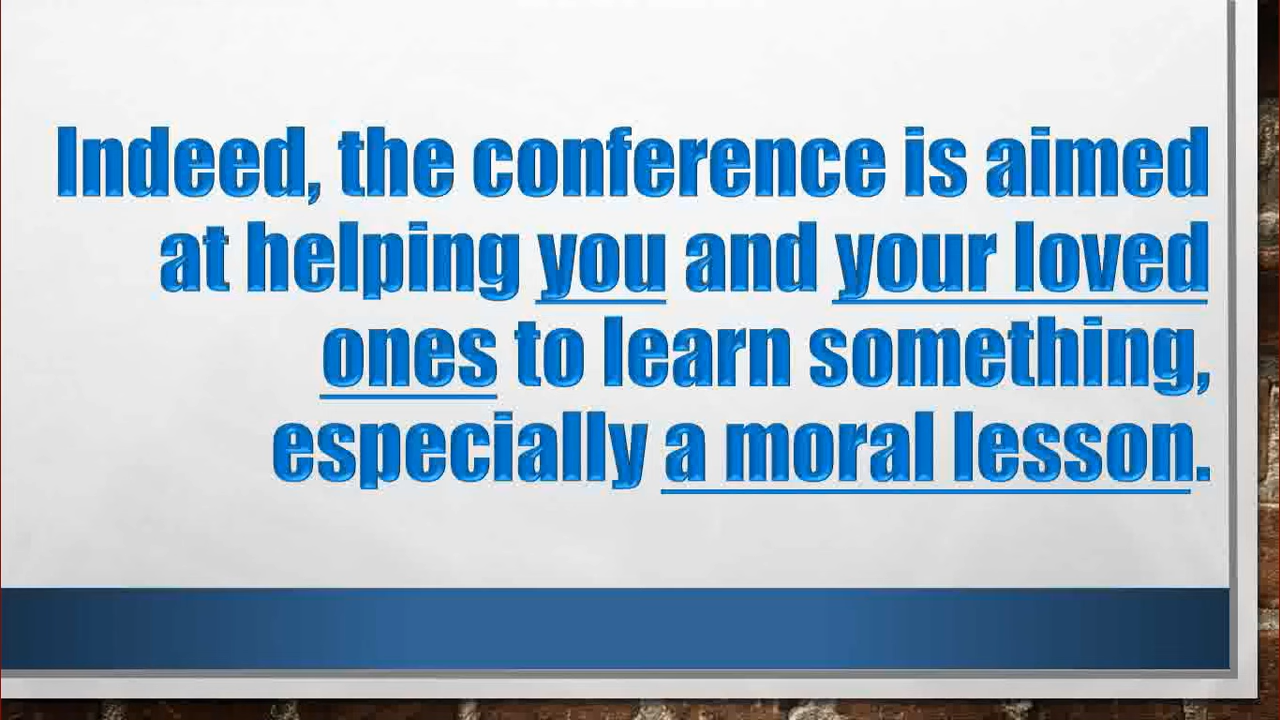 Indeed, the conference is aimed
at helping you and your loved
ones to learn something,
especially a moral lesson.